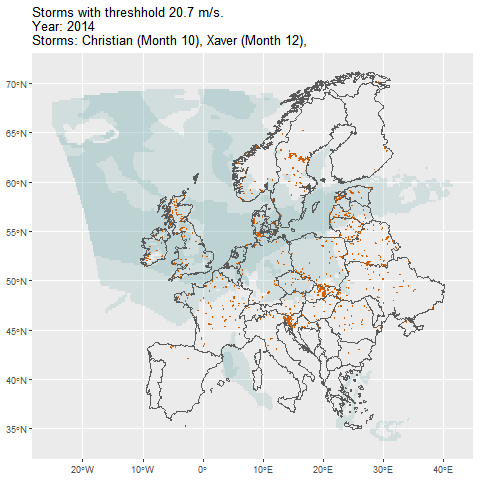 Storms with threshhold 20.7 m/s.
Year: 2014
Storms: Christian (Month 10), Xaver (Month 12),
70°N
65°N
60°N
55°N
50°N
45°N
40°N
35°N
20°W 10°W 0° 10°E 20°E 30°E 40°E